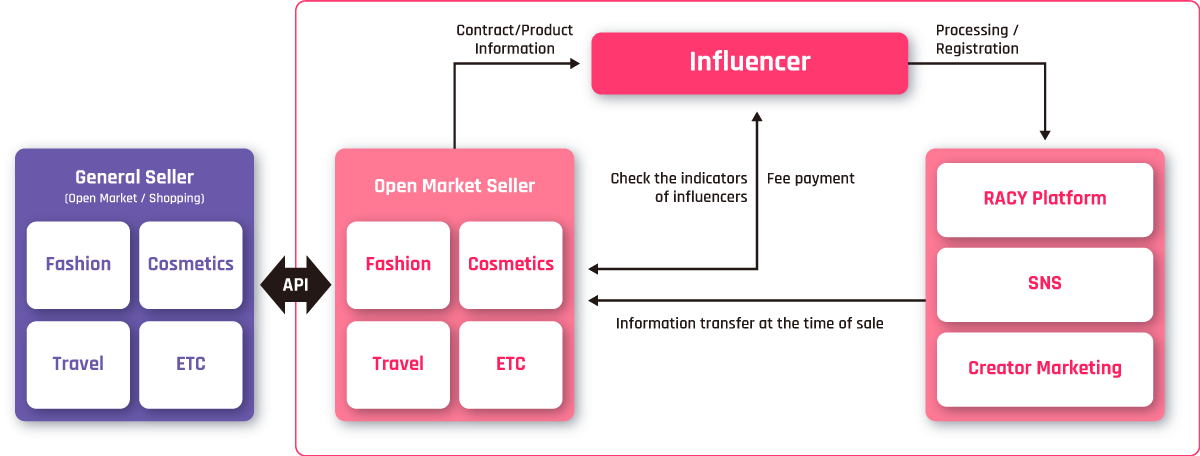 Contract/Product
Information
Influencer
Processing /
Registration
General Seller
(Open Market / Shopping)
Fashion
Cosmetics
Travel
ETC
API
Open Market Seller
Fashion
Cosmetics
Travel
ETC
Check the indicators
of influencers
Fee payment
Information transfer at the time of sale
RACY Platform
SNS
Creator Marketing